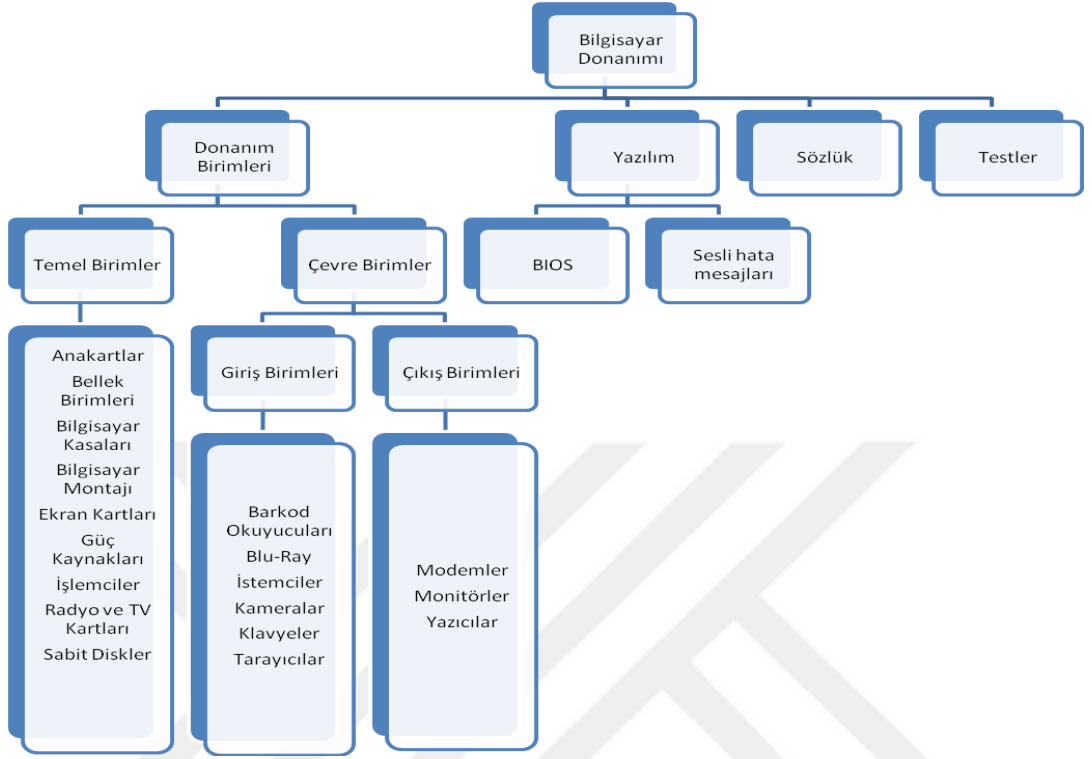 Bilgisayar
Donanımı
Donanım
Birimleri
Yazılım
Sözlük
Testler
Temel Birimler
Çevre Birimler
BIOS
Sesli hata
mesajları
Anakartlar
Bellek
Birimleri
Bilgisayar
Kasaları
Bilgisayar
Montajı
Ekran Kartları
Güç
Kaynakları
İşlemciler
Radyo ve TV
Kartları
Sabit Diskler
Giriş Birimleri
Çıkış Birimleri
Barkod
Okuyucuları
Blu-Ray
İstemciler
Kameralar
Klavyeler
Tarayıcılar
Modemler
Monitörler
Yazıcılar